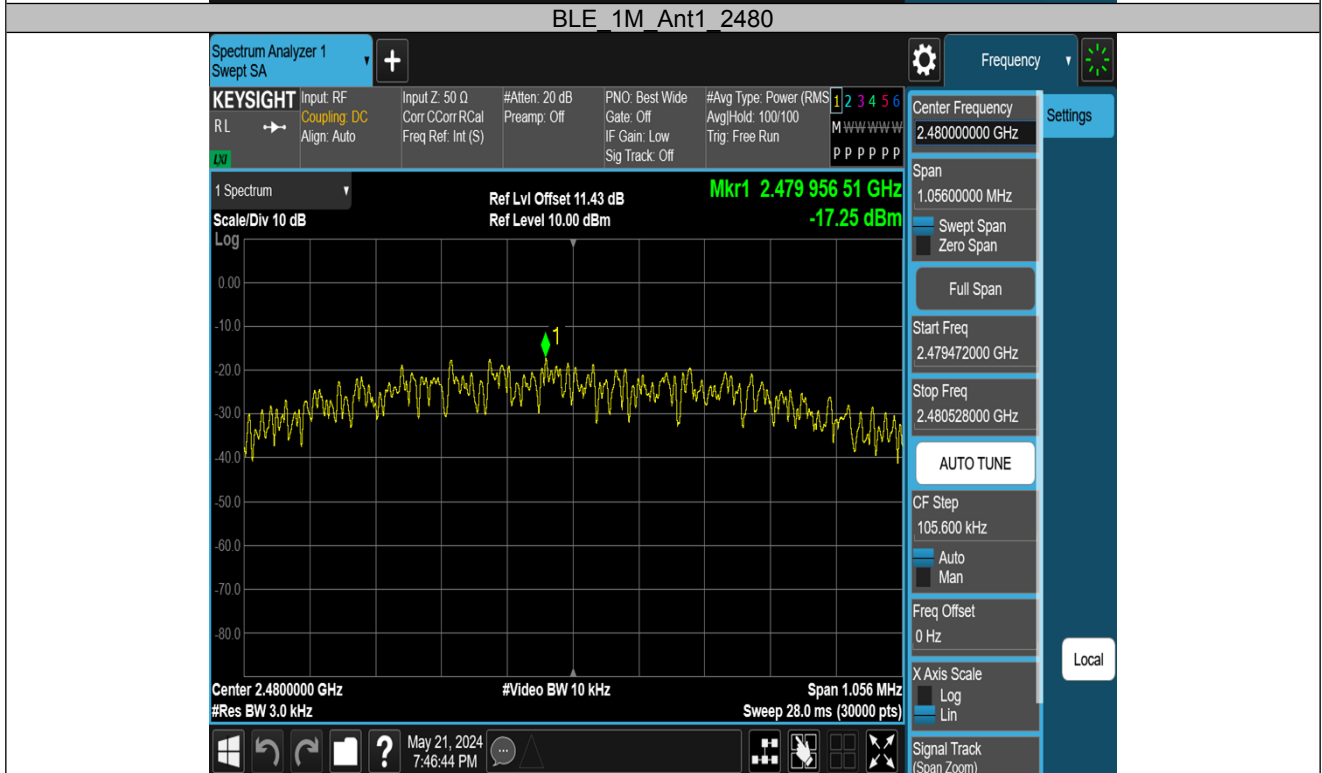 BLE_1M_Ant1_2480
Spectrum Analyzer 1
Swept SA
+
Frequency
KEYSIGHT
R L
LXI
Input: RF
Coupling: DC
Align: Auto
Input Z: 50 Ω
Corr CCorr RCal
Freq Ref: Int (S)
#Atten: 20 dB
Preamp: Off
PNO: Best Wide
Gate: Off
IF Gain: Low
Sig Track: Off
#Avg Type: Power (RMS
Avg|Hold: 100/100
Trig: Free Run
1 2 3 4 5 6
M W W W W W
P P P P P P
1 Spectrum
Scale/Div 10 dB
Log
Ref Lvl Offset 11.43 dB
Ref Level 10.00 dBm
Mkr1 2.479 956 51 GHz
-17.25 dBm
0.00
-10.0
-20.0
-30.0
-40.0
-50.0
-60.0
-70.0
-80.0
1
Center 2.4800000 GHz
#Res BW 3.0 kHz
#Video BW 10 kHz
Span 1.056 MHz
Sweep 28.0 ms (30000 pts)
Center Frequency
2.480000000 GHz
Settings
Span
1.05600000 MHz
Swept Span
Zero Span
Full Span
Start Freq
2.479472000 GHz
Stop Freq
2.480528000 GHz
AUTO TUNE
CF Step
105.600 kHz
Auto
Man
Freq Offset
0 Hz
X Axis Scale
Log
Lin
Local
Signal Track
(Span Zoom)
?
May 21, 2024
7:46:44 PM